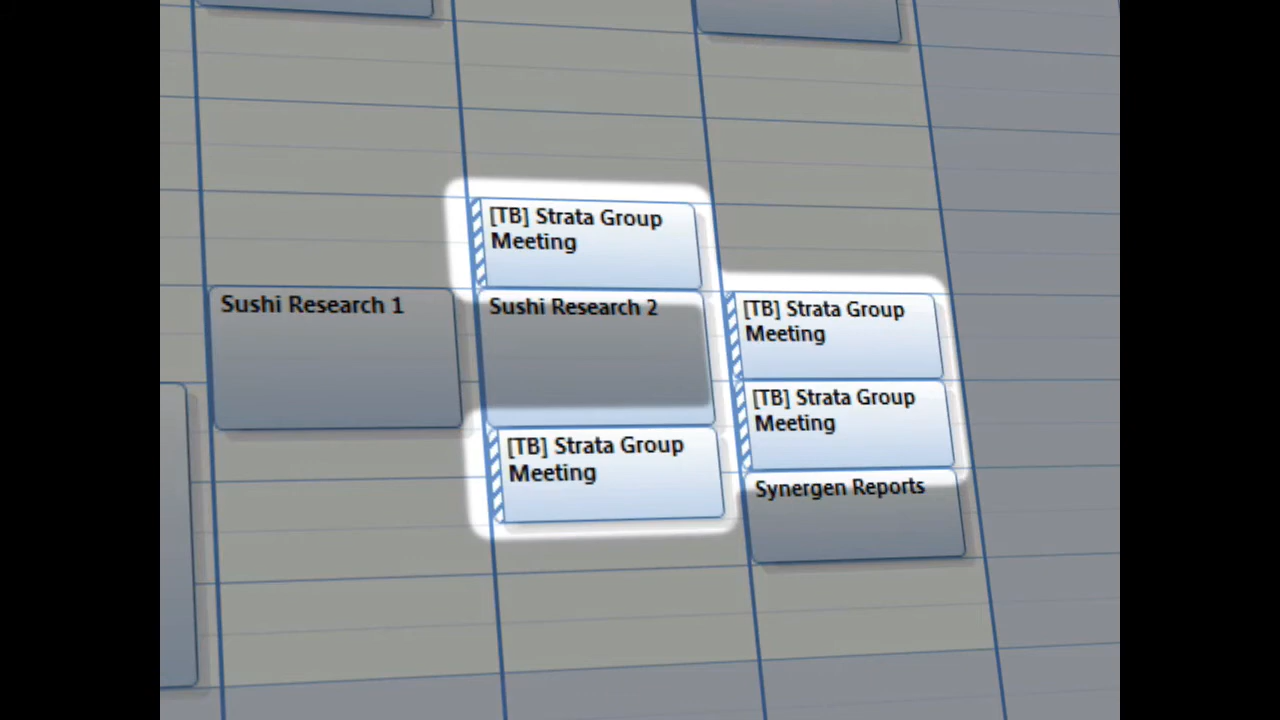 [TB] Strata Group
Meeting
Sushi Research 1
Sushi Research 2
[TB] Strata Group
Meeting
[TB] Strata Group
Meeting
[TB] Strata Group
Meeting
Synergen Reports